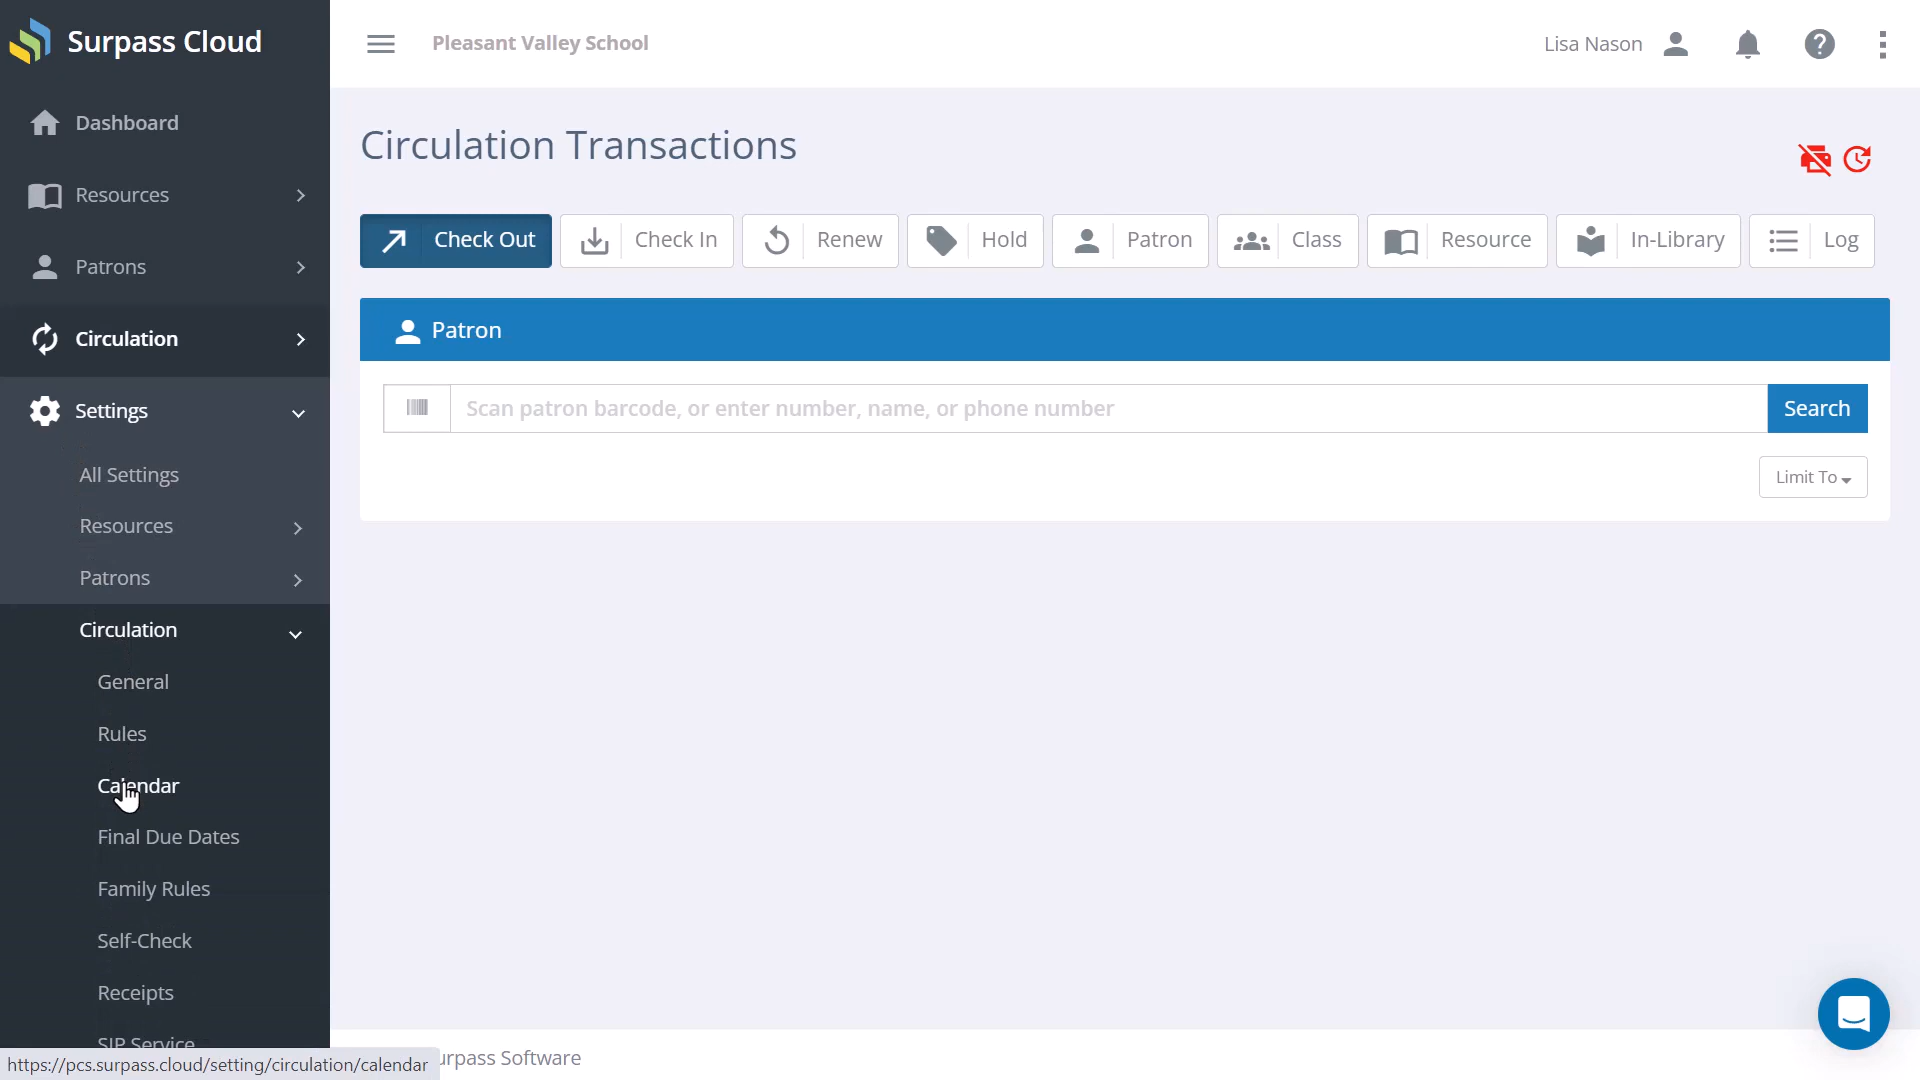 Surpass Cloud
Pleasant Valley School
Lisa Nason
Dashboard
Resources
Patrons
Circulation
Settings
All Settings
Resources
Patrons
Circulation
General
Rules
Calendar
Final Due Dates
Family Rules
Self-Check
Receipts
SIP Service
https://pcs.surpass.cloud/setting/circulation/calendar
Circulation Transactions
Check Out
Check In
Renew
Hold
Patron
Class
Resource
In-Library
Log
Patron
Scan patron barcode, or enter number, name, or phone number
Search
Limit To
urpass Software